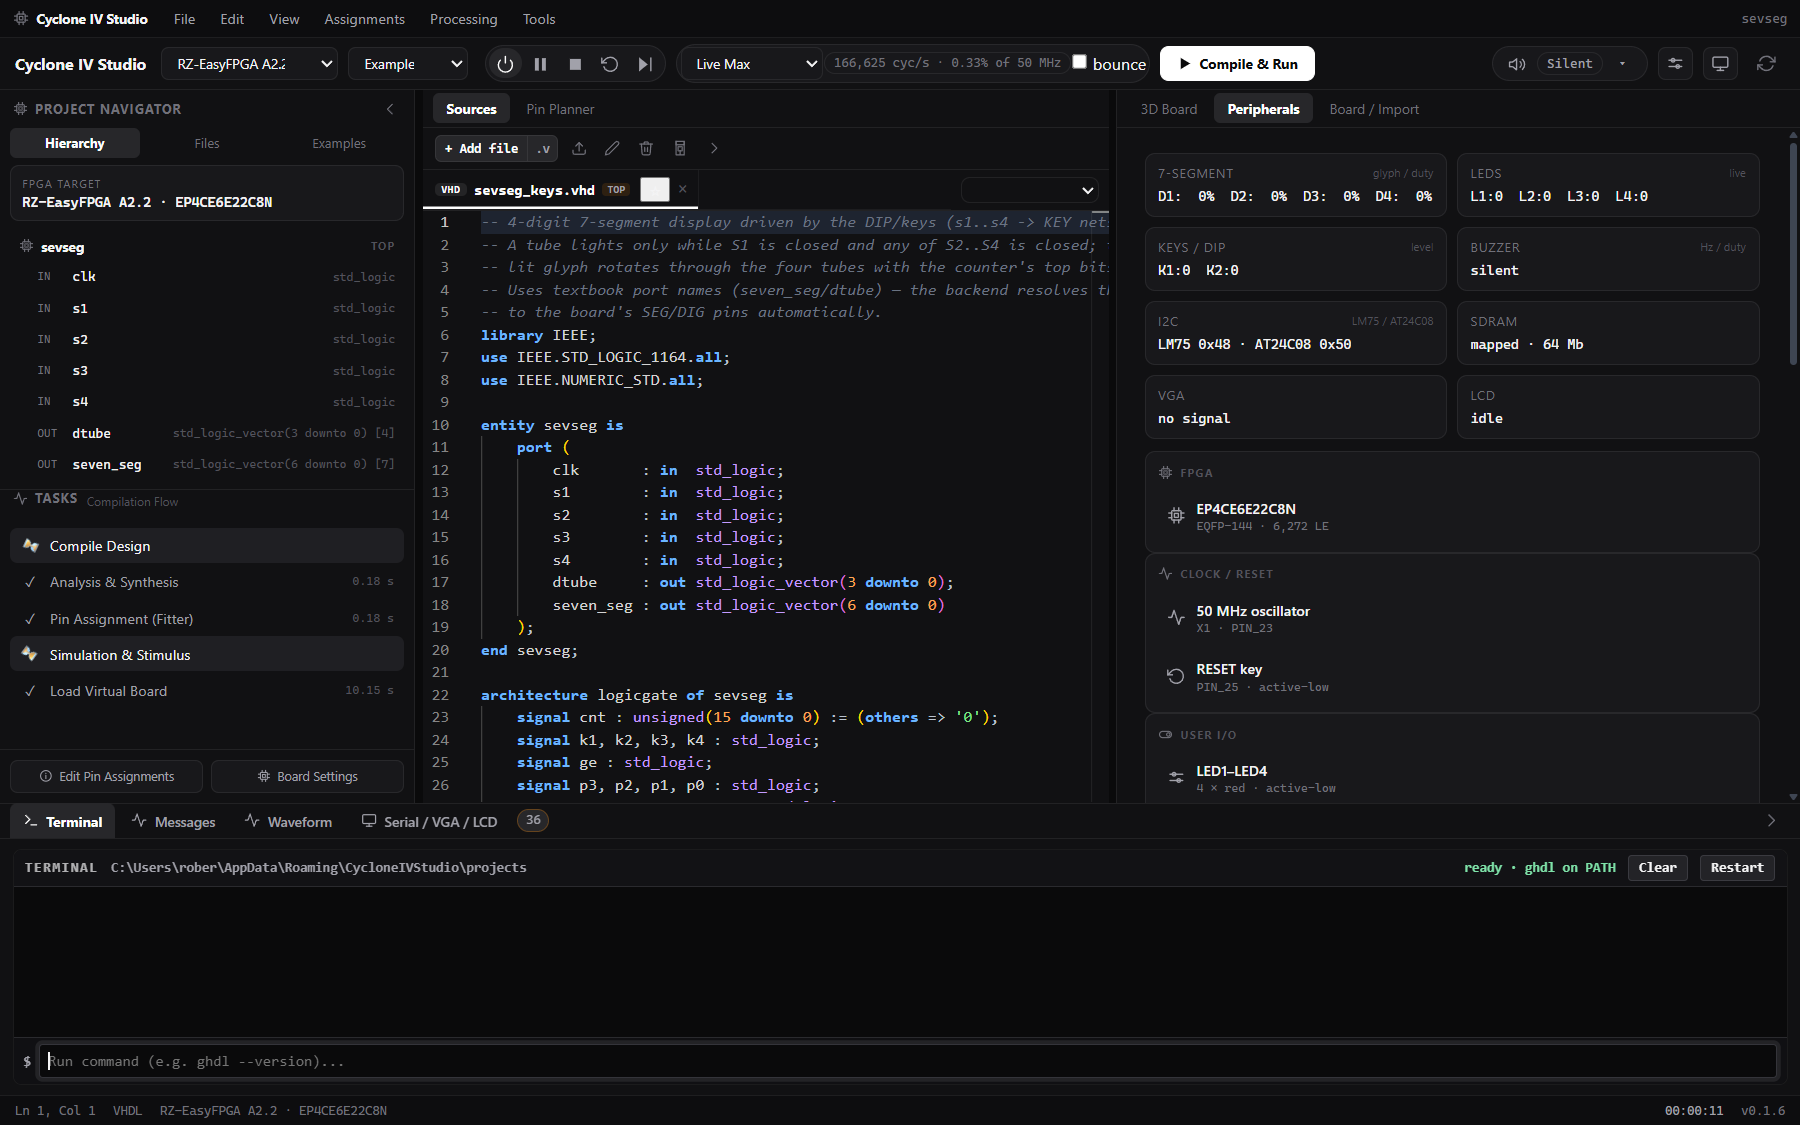 Cyclone IV Studio File Edit View Assignments Processing Tools sevseg
Cyclone IV Studio RZ-EasyFPGA A2.2 Example Live Max 166,625 cyc/s · 0.33% of 50 MHz bounce Compile & Run Silent
PROJECT NAVIGATOR
Hierarchy Files Examples
FPGA TARGET
RZ-EasyFPGA A2.2 · EP4CE6E22C8N
sevseg TOP
IN clk std_logic
IN s1 std_logic
IN s2 std_logic
IN s3 std_logic
IN s4 std_logic
OUT dtube std_logic_vector(3 downto 0) [4]
OUT seven_seg std_logic_vector(6 downto 0) [7]
TASKS Compilation Flow
Compile Design
Analysis & Synthesis 0.18 s
Pin Assignment (Fitter) 0.18 s
Simulation & Stimulus
Load Virtual Board 10.15 s
Edit Pin Assignments Board Settings
Sources Pin Planner
+ Add file .v
VHD sevseg_keys.vhd TOP ×
1 -- 4-digit 7-segment display driven by the DIP/keys (s1..s4 -> KEY net
2 -- A tube lights only while S1 is closed and any of S2..S4 is closed;
3 -- lit glyph rotates through the four tubes with the counter's top bit
4 -- Uses textbook port names (seven_seg/dtube) — the backend resolves t
5 -- to the board's SEG/DIG pins automatically.
6 library IEEE;
7 use IEEE.STD_LOGIC_1164.all;
8 use IEEE.NUMERIC_STD.all;
9
10 entity sevseg is
11 port (
12 clk : in std_logic;
13 s1 : in std_logic;
14 s2 : in std_logic;
15 s3 : in std_logic;
16 s4 : in std_logic;
17 dtube : out std_logic_vector(3 downto 0);
18 seven_seg : out std_logic_vector(6 downto 0)
19 );
20 end sevseg;
21
22 architecture logicgate of sevseg is
23 signal cnt : unsigned(15 downto 0) := (others => '0');
24 signal k1, k2, k3, k4 : std_logic;
25 signal ge : std_logic;
26 signal p3, p2, p1, p0 : std_logic;
3D Board Peripherals Board / Import
7-SEGMENT glyph / duty
D1: 0% D2: 0% D3: 0% D4: 0%
LEDS live
L1:0 L2:0 L3:0 L4:0
KEYS / DIP level
K1:0 K2:0
BUZZER Hz / duty
silent
I2C LM75 / AT24C08
LM75 0x48 · AT24C08 0x50
SDRAM
mapped · 64 Mb
VGA
no signal
LCD
idle
FPGA
EP4CE6E22C8N
EQFP-144 · 6,272 LE
CLOCK / RESET
50 MHz oscillator
X1 · PIN_23
RESET key
PIN_25 · active-low
USER I/O
LED1–LED4
4 × red · active-low
Terminal Messages Waveform Serial / VGA / LCD 36
TERMINAL C:\Users\rober\AppData\Roaming\CycloneIVStudio\projects ready · ghdl on PATH Clear Restart
$ Run command (e.g. ghdl --version)...
Ln 1, Col 1 VHDL RZ-EasyFPGA A2.2 · EP4CE6E22C8N 00:00:11 v0.1.6